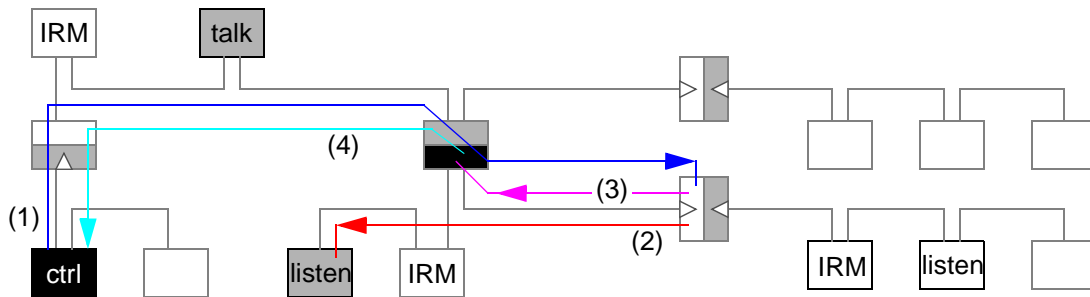 IRM
talk
(4)
(3)
(1)
(2)
ctrl
listen
IRM
IRM
listen